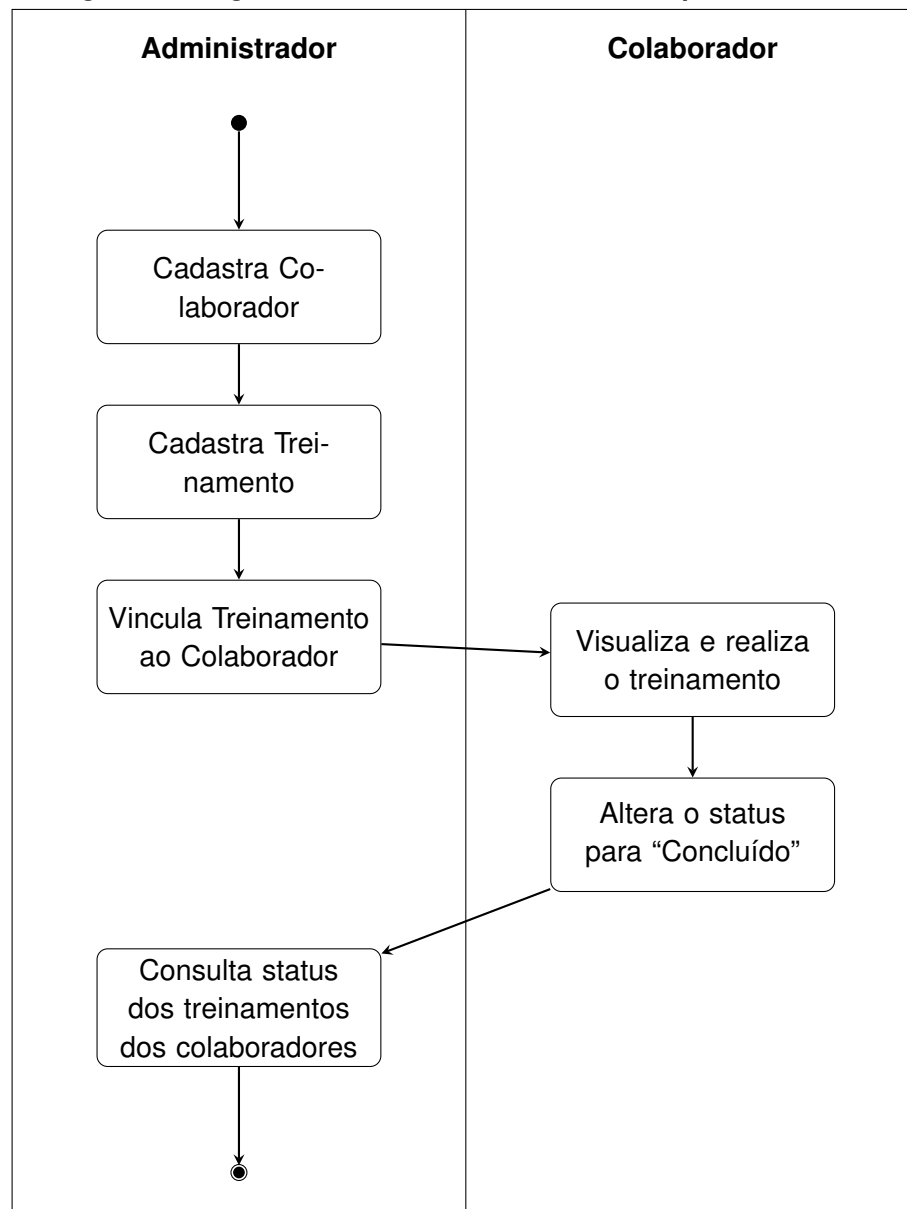 Administrador
Colaborador
Cadastra Co-
laborador
Cadastra Trei-
namento
Vincula Treinamento
ao Colaborador
Visualiza e realiza
o treinamento
Altera o status
para “Concluído”
Consulta status
dos treinamentos
dos colaboradores